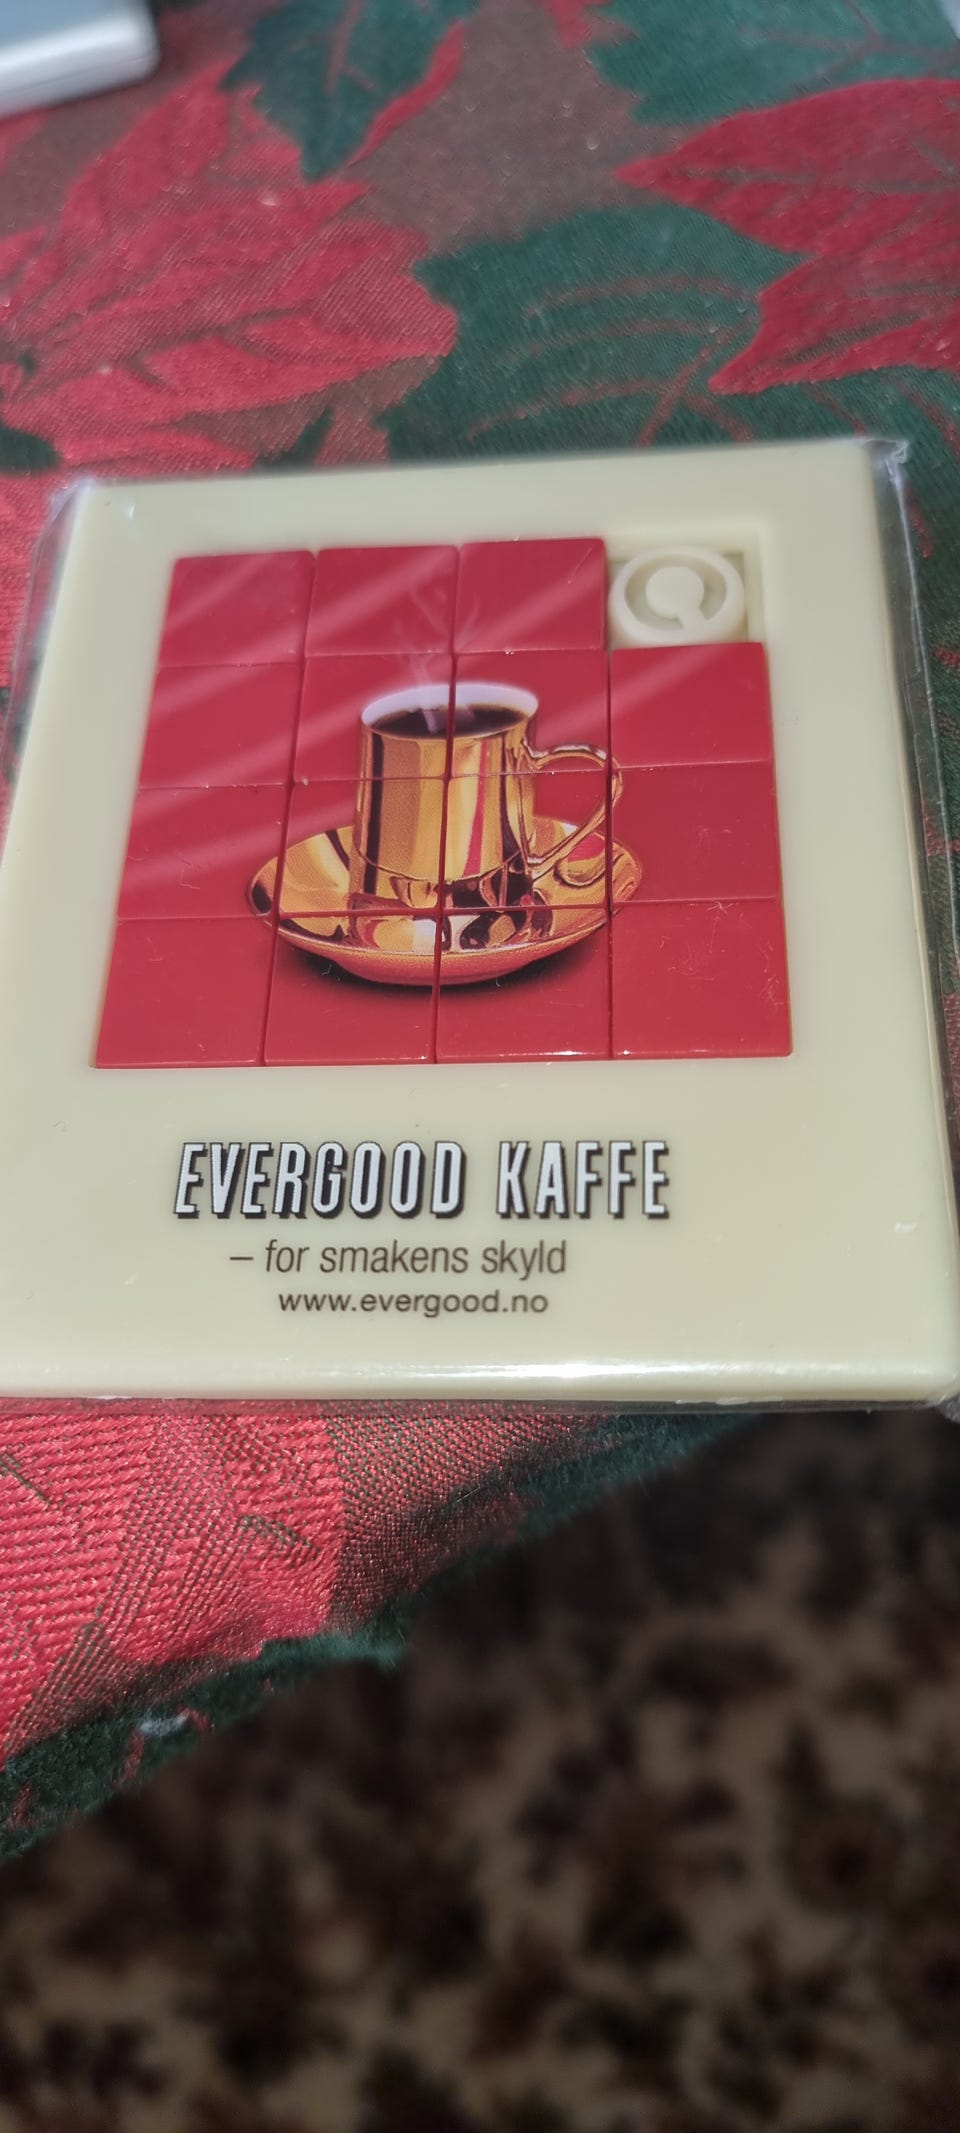 EVERGOOD KAFFE
– for smakens skyld
www.evergood.no